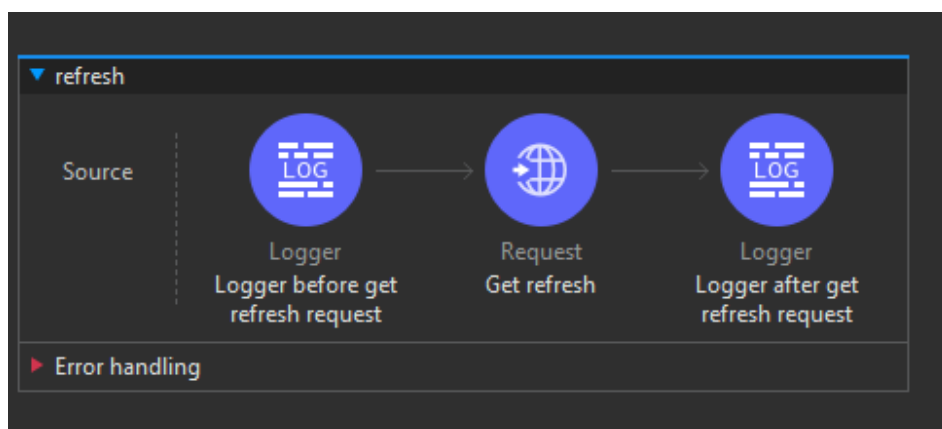 refresh
Source
LOG
LOG
Logger
Request
Logger
Logger before get
refresh request
Get refresh
Logger after get
refresh request
Error handling